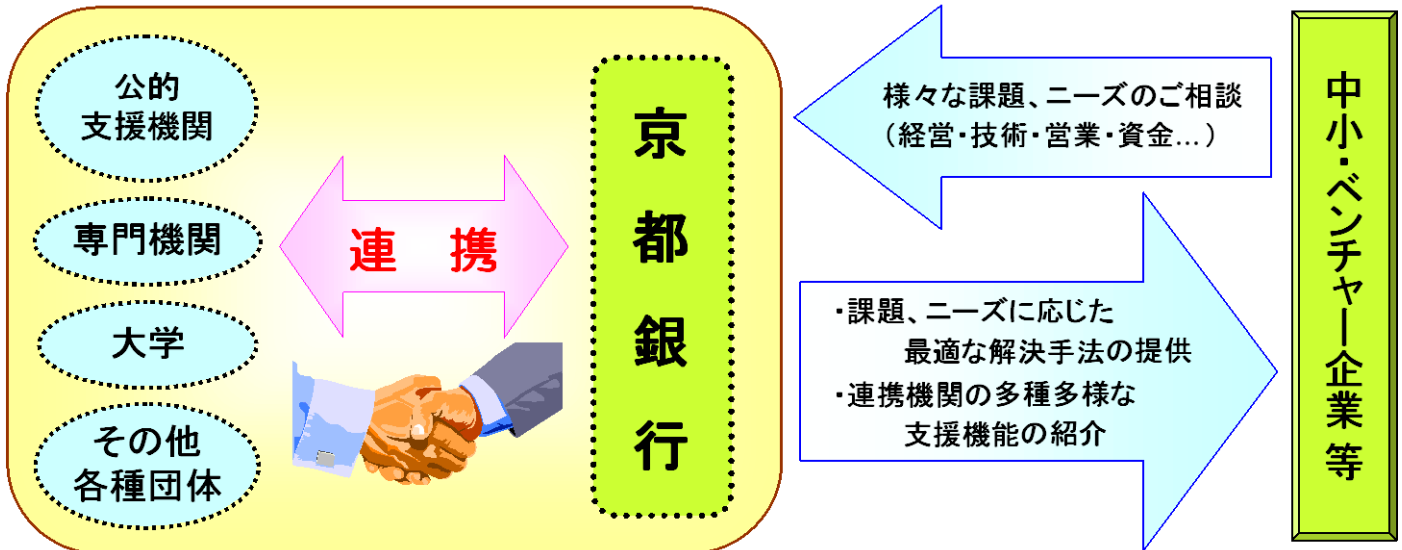 公的
支援機関
専門機関
大学
その他
各種団体
連 携
京都銀行
様々な課題、ニーズのご相談
（経営・技術・営業・資金…）
・課題、ニーズに応じた
最適な解決手法の提供
・連携機関の多種多様な
支援機能の紹介
中小・ベンチャー企業等